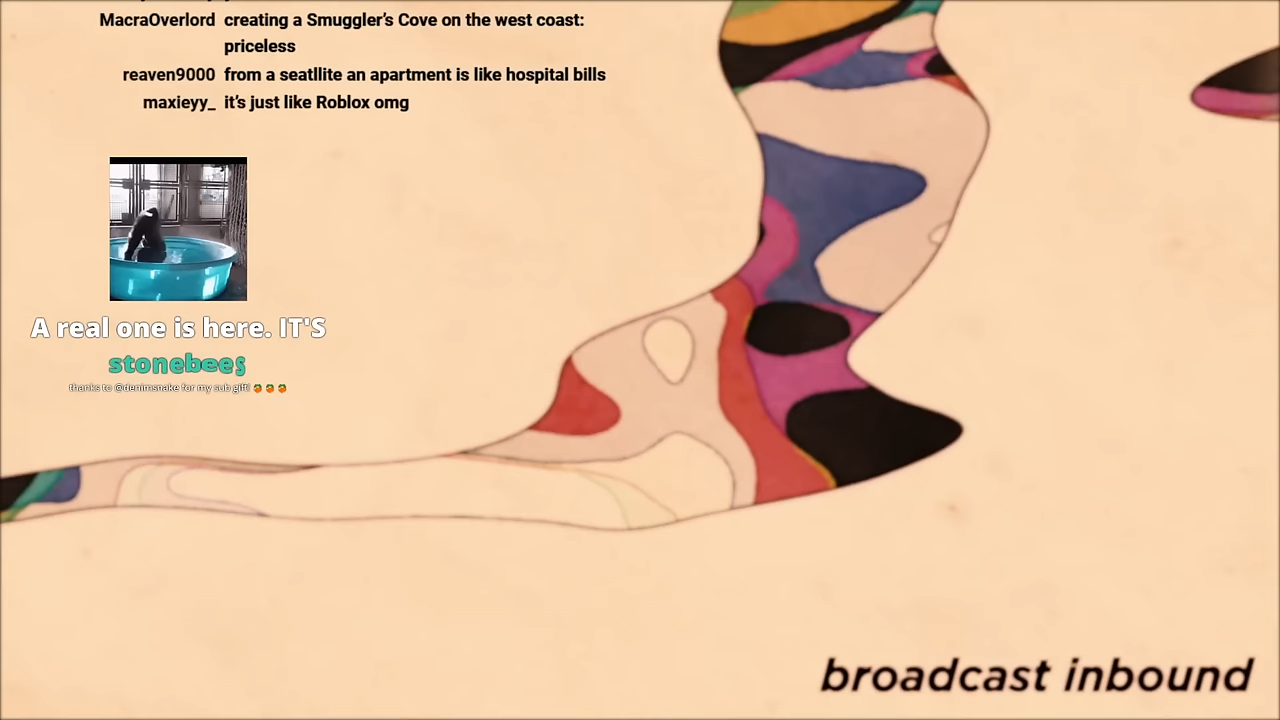 MacraOverlord creating a Smuggler’s Cove on the west coast:
priceless
reaven9000 from a seatllite an apartment is like hospital bills
maxieyy_ it’s just like Roblox omg
A real one is here. IT'S
stonebees
thanks to @denimsnake for my sub gift! 🥭 🥭 🥭
broadcast inbound